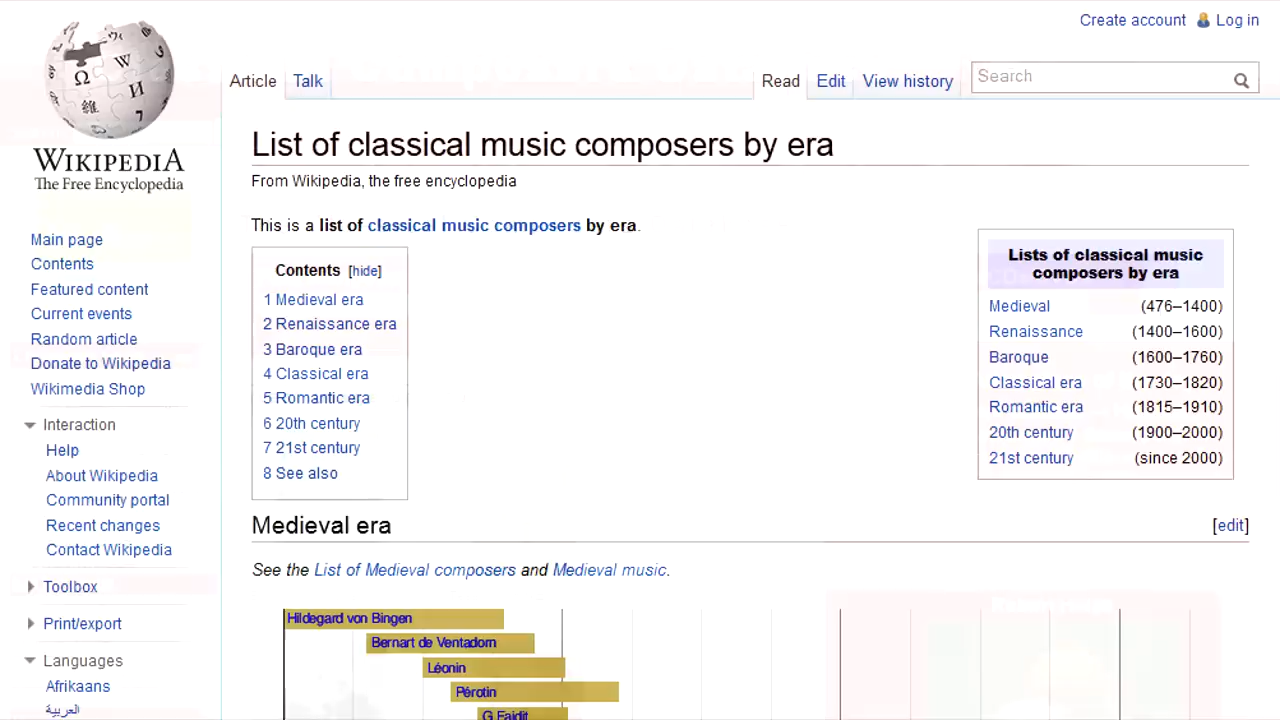 Create account Log in
Article Talk Read Edit View history Search
WIKIPEDIA
The Free Encyclopedia
Main page
Contents
Featured content
Current events
Random article
Donate to Wikipedia
Wikimedia Shop
Interaction
Help
About Wikipedia
Community portal
Recent changes
Contact Wikipedia
Toolbox
Print/export
Languages
Afrikaans
العربية
List of classical music composers by era
From Wikipedia, the free encyclopedia
This is a list of classical music composers by era.
Contents [hide]
1 Medieval era
2 Renaissance era
3 Baroque era
4 Classical era
5 Romantic era
6 20th century
7 21st century
8 See also
Lists of classical music
composers by era
Medieval (476–1400)
Renaissance (1400–1600)
Baroque (1600–1760)
Classical era (1730–1820)
Romantic era (1815–1910)
20th century (1900–2000)
21st century (since 2000)
Medieval era [edit]
See the List of Medieval composers and Medieval music.
Hildegard von Bingen
Bernart de Ventadorn
Léonin
Pérotin
G Faidit